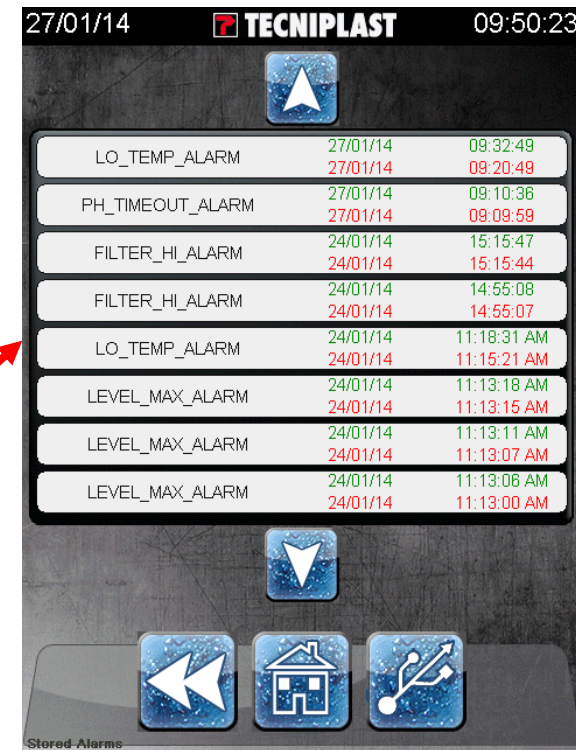 27/01/14 TECNIPLAST 09:50:23
LO_TEMP_ALARM 27/01/14 09:32:49
27/01/14 09:20:49
PH_TIMEOUT_ALARM 27/01/14 09:10:36
27/01/14 09:09:59
FILTER_HI_ALARM 24/01/14 15:15:47
24/01/14 15:15:44
FILTER_HI_ALARM 24/01/14 14:55:08
24/01/14 14:55:07
LO_TEMP_ALARM 24/01/14 11:18:31 AM
24/01/14 11:15:21 AM
LEVEL_MAX_ALARM 24/01/14 11:13:18 AM
24/01/14 11:13:15 AM
LEVEL_MAX_ALARM 24/01/14 11:13:11 AM
24/01/14 11:13:07 AM
LEVEL_MAX_ALARM 24/01/14 11:13:06 AM
24/01/14 11:13:00 AM
Stored Alarms